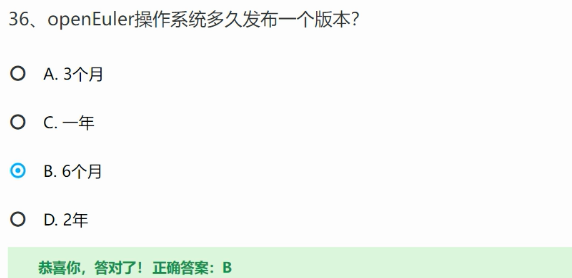 36、openEuler操作系统多久发布一个版本?
A. 3个月
C. 一年
B. 6个月
D. 2年
恭喜你，答对了！正确答案：B